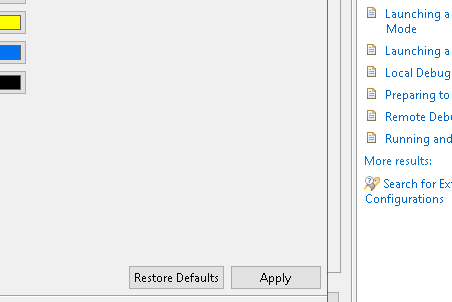 Launching a
Mode
Launching a
Local Debug
Preparing to
Remote Deb
Running and
More results:
Search for Ex
Configurations
Restore Defaults
Apply